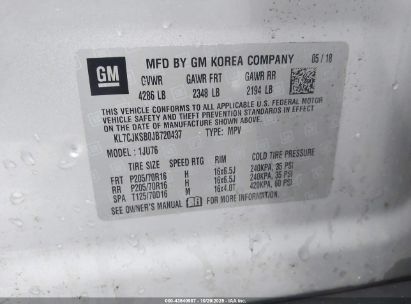 GM
MFD BY GM KOREA COMPANY 05 / 18
GVWR GAWR FRT GAWR RR
4286 LB 2348 LB 2194 LB
THIS VEHICLE CONFORMS TO ALL APPLICABLE U.S. FEDERAL MOTOR
VEHICLE SAFETY STANDARDS IN EFFECT ON THE DATE OF
MANUFACTURE SHOWN ABOVE.
KL7CJKSB0JB720437 TYPE: MPV
MODEL: 1JU76
TIRE SIZE SPEED RTG RIM COLD TIRE PRESSURE
FRT P205/70R16 H 16x6.5J 240KPA, 35 PSI
RR P205/70R16 H 16x6.5J 240KPA, 35 PSI
SPA T125/70D16 M 16x4.0T 420KPA, 60 PSI
SEE OWNER'S MANUAL FOR MORE INFORMATION